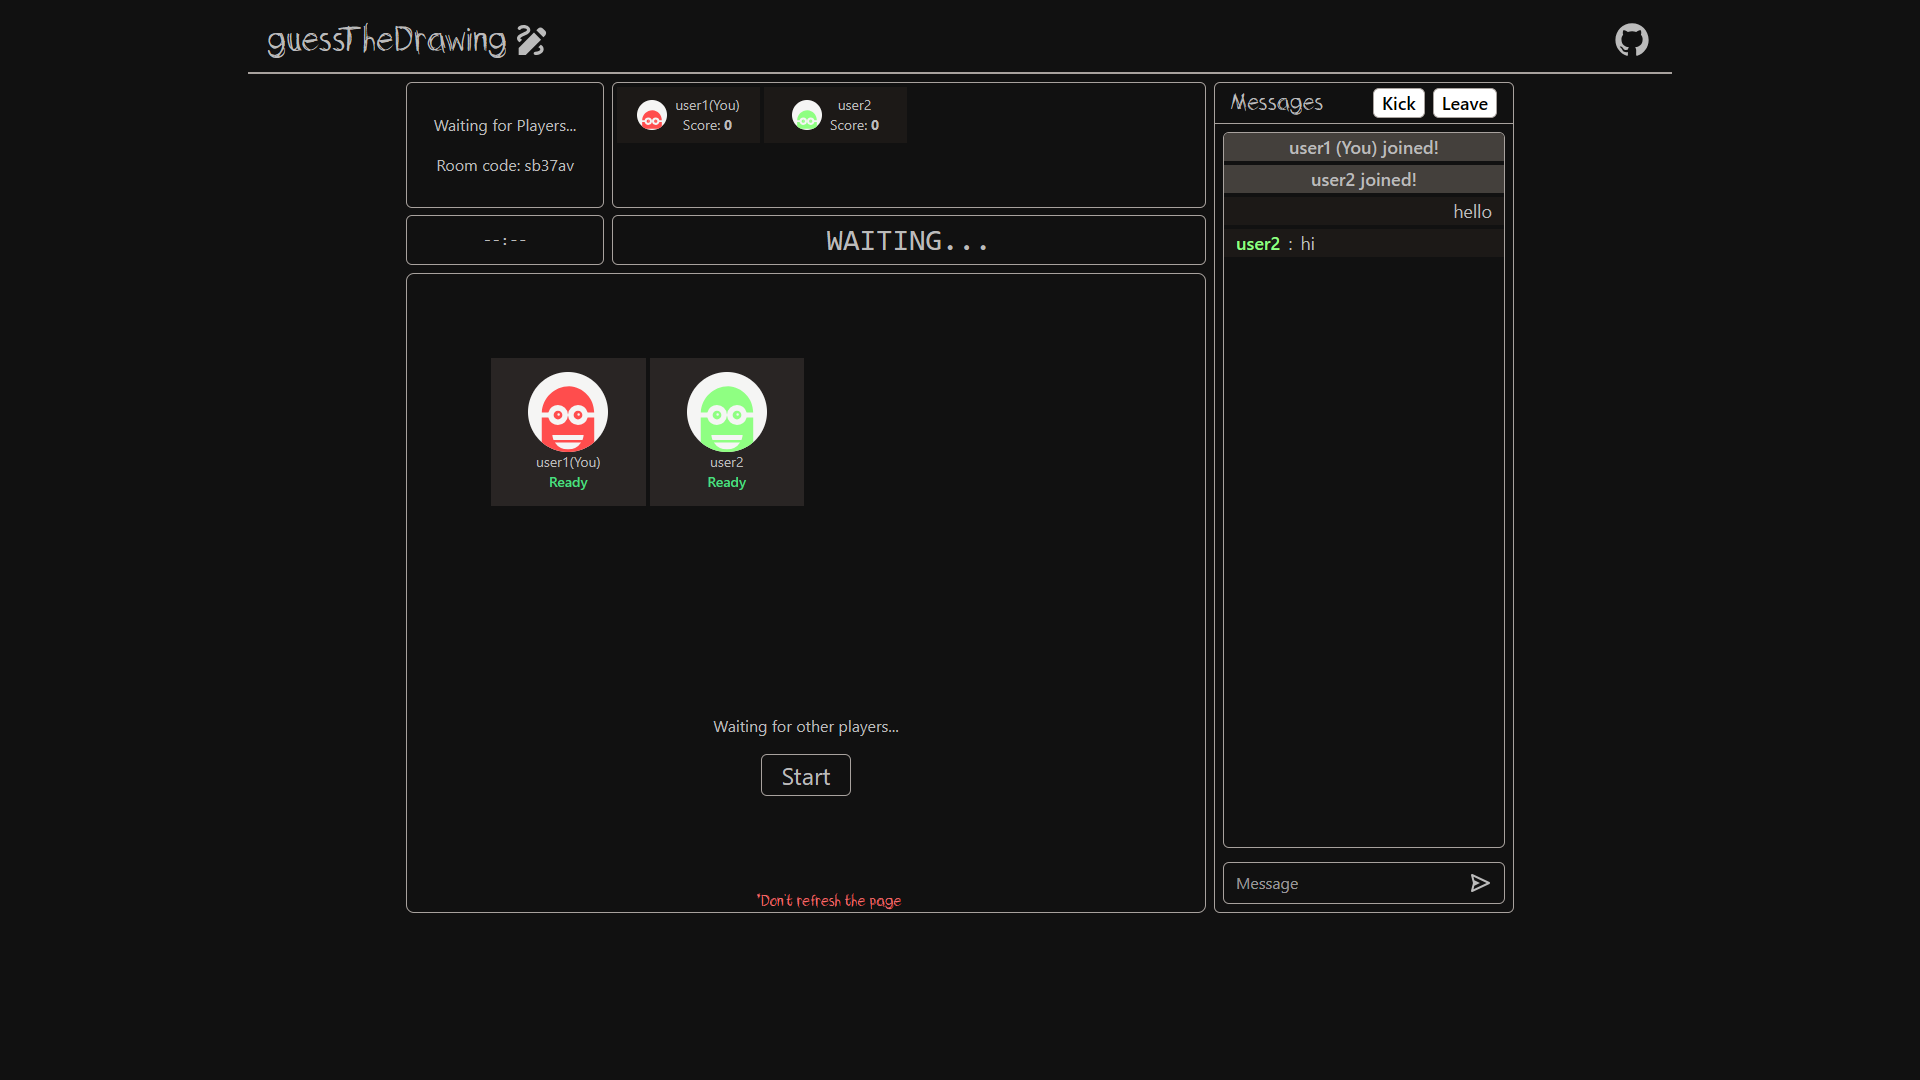 guessTheDrawing
Waiting for Players...
Room code: sb37av
user1(You)
Score: 0
user2
Score: 0
--:--
WAITING...
user1(You)
Ready
user2
Ready
Waiting for other players...
Start
*Don't refresh the page
Messages
Kick
Leave
user1 (You) joined!
user2 joined!
hello
user2 : hi
Message